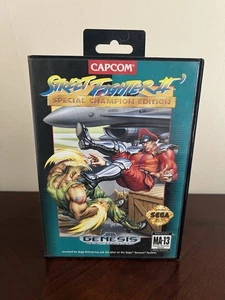 CAPCOM
STREET FIGHTER II'
SPECIAL CHAMPION EDITION
SEGA
GENESIS
MA-13